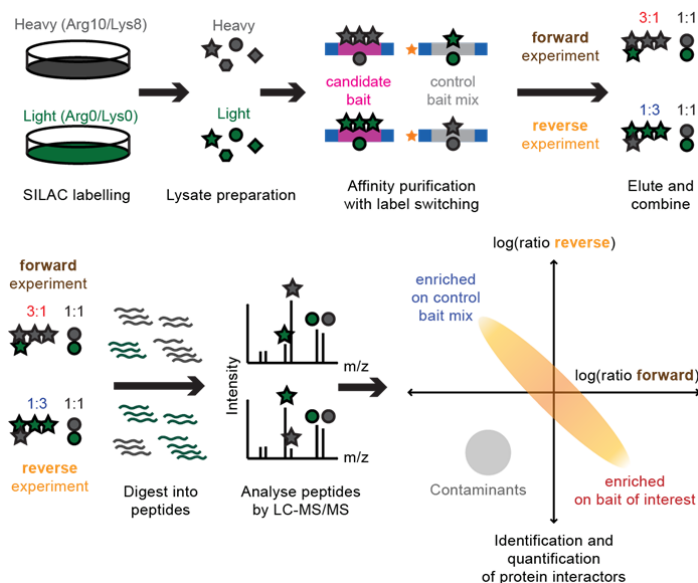 Heavy (Arg10/Lys8)
Light (Arg0/Lys0)
SILAC labelling
Heavy
Light
Lysate preparation
candidate
bait
control
bait mix
Affinity purification
with label switching
forward
experiment
reverse
experiment
3:1 1:1
1:3 1:1
Elute and
combine
forward
experiment
3:1 1:1
1:3 1:1
reverse
experiment
Digest into
peptides
Intensity
m/z
m/z
Analyse peptides
by LC-MS/MS
log(ratio reverse)
enriched
on control
bait mix
log(ratio forward)
Contaminants
enriched
on bait of interest
Identification and
quantification
of protein interactors